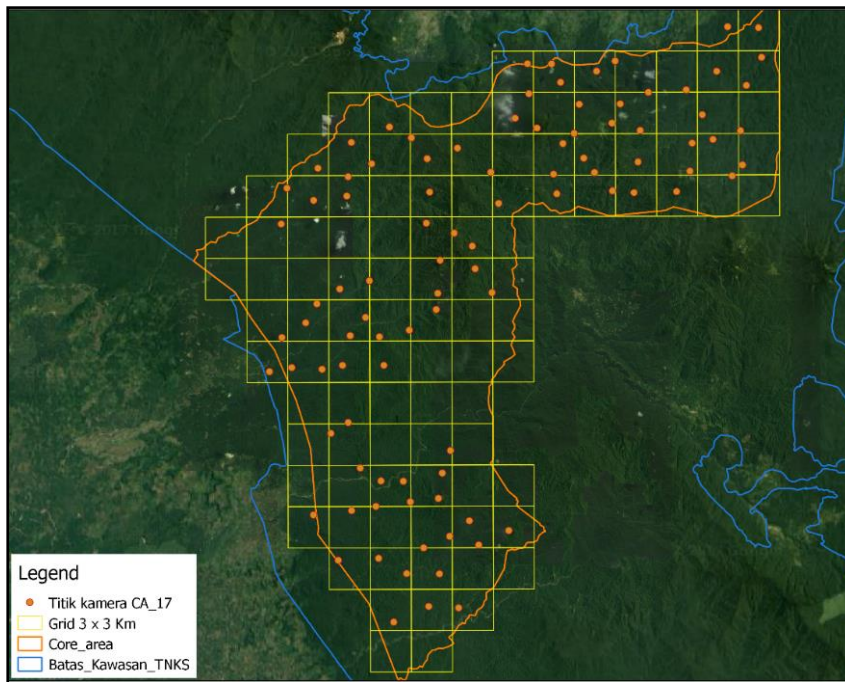 Legend
Titik kamera CA_17
Grid 3 x 3 Km
Core_area
Batas_Kawasan_TNKS